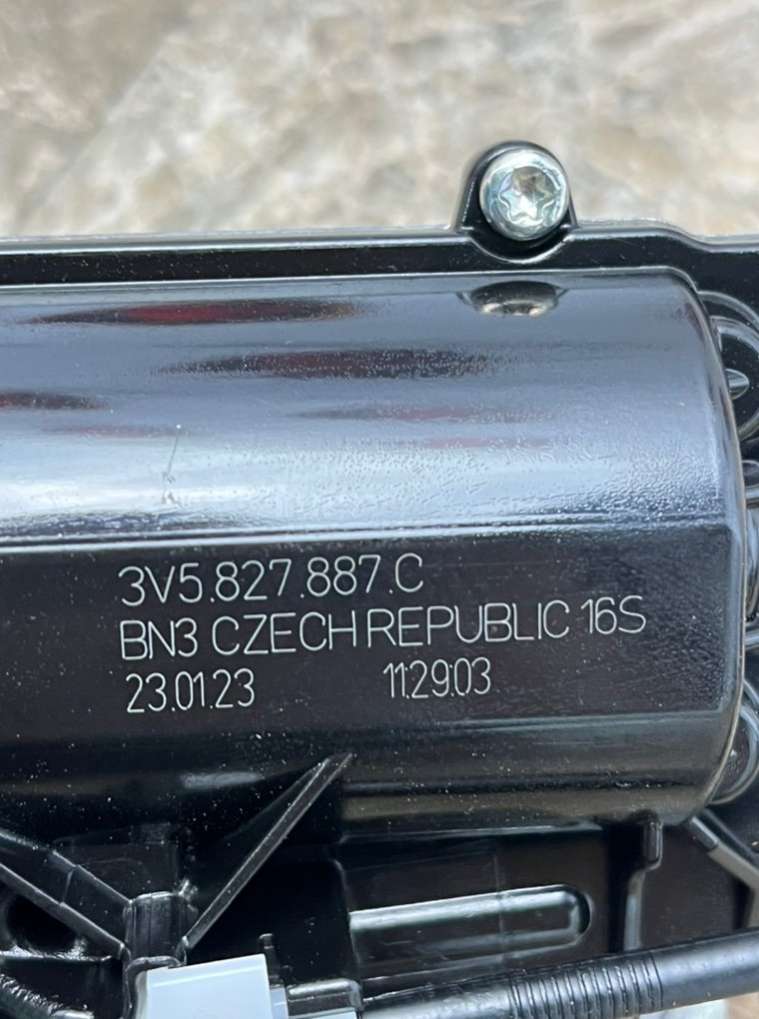 3V5.827.887.C
BN3 CZECH REPUBLIC 16S
23.01.23 11:29:03